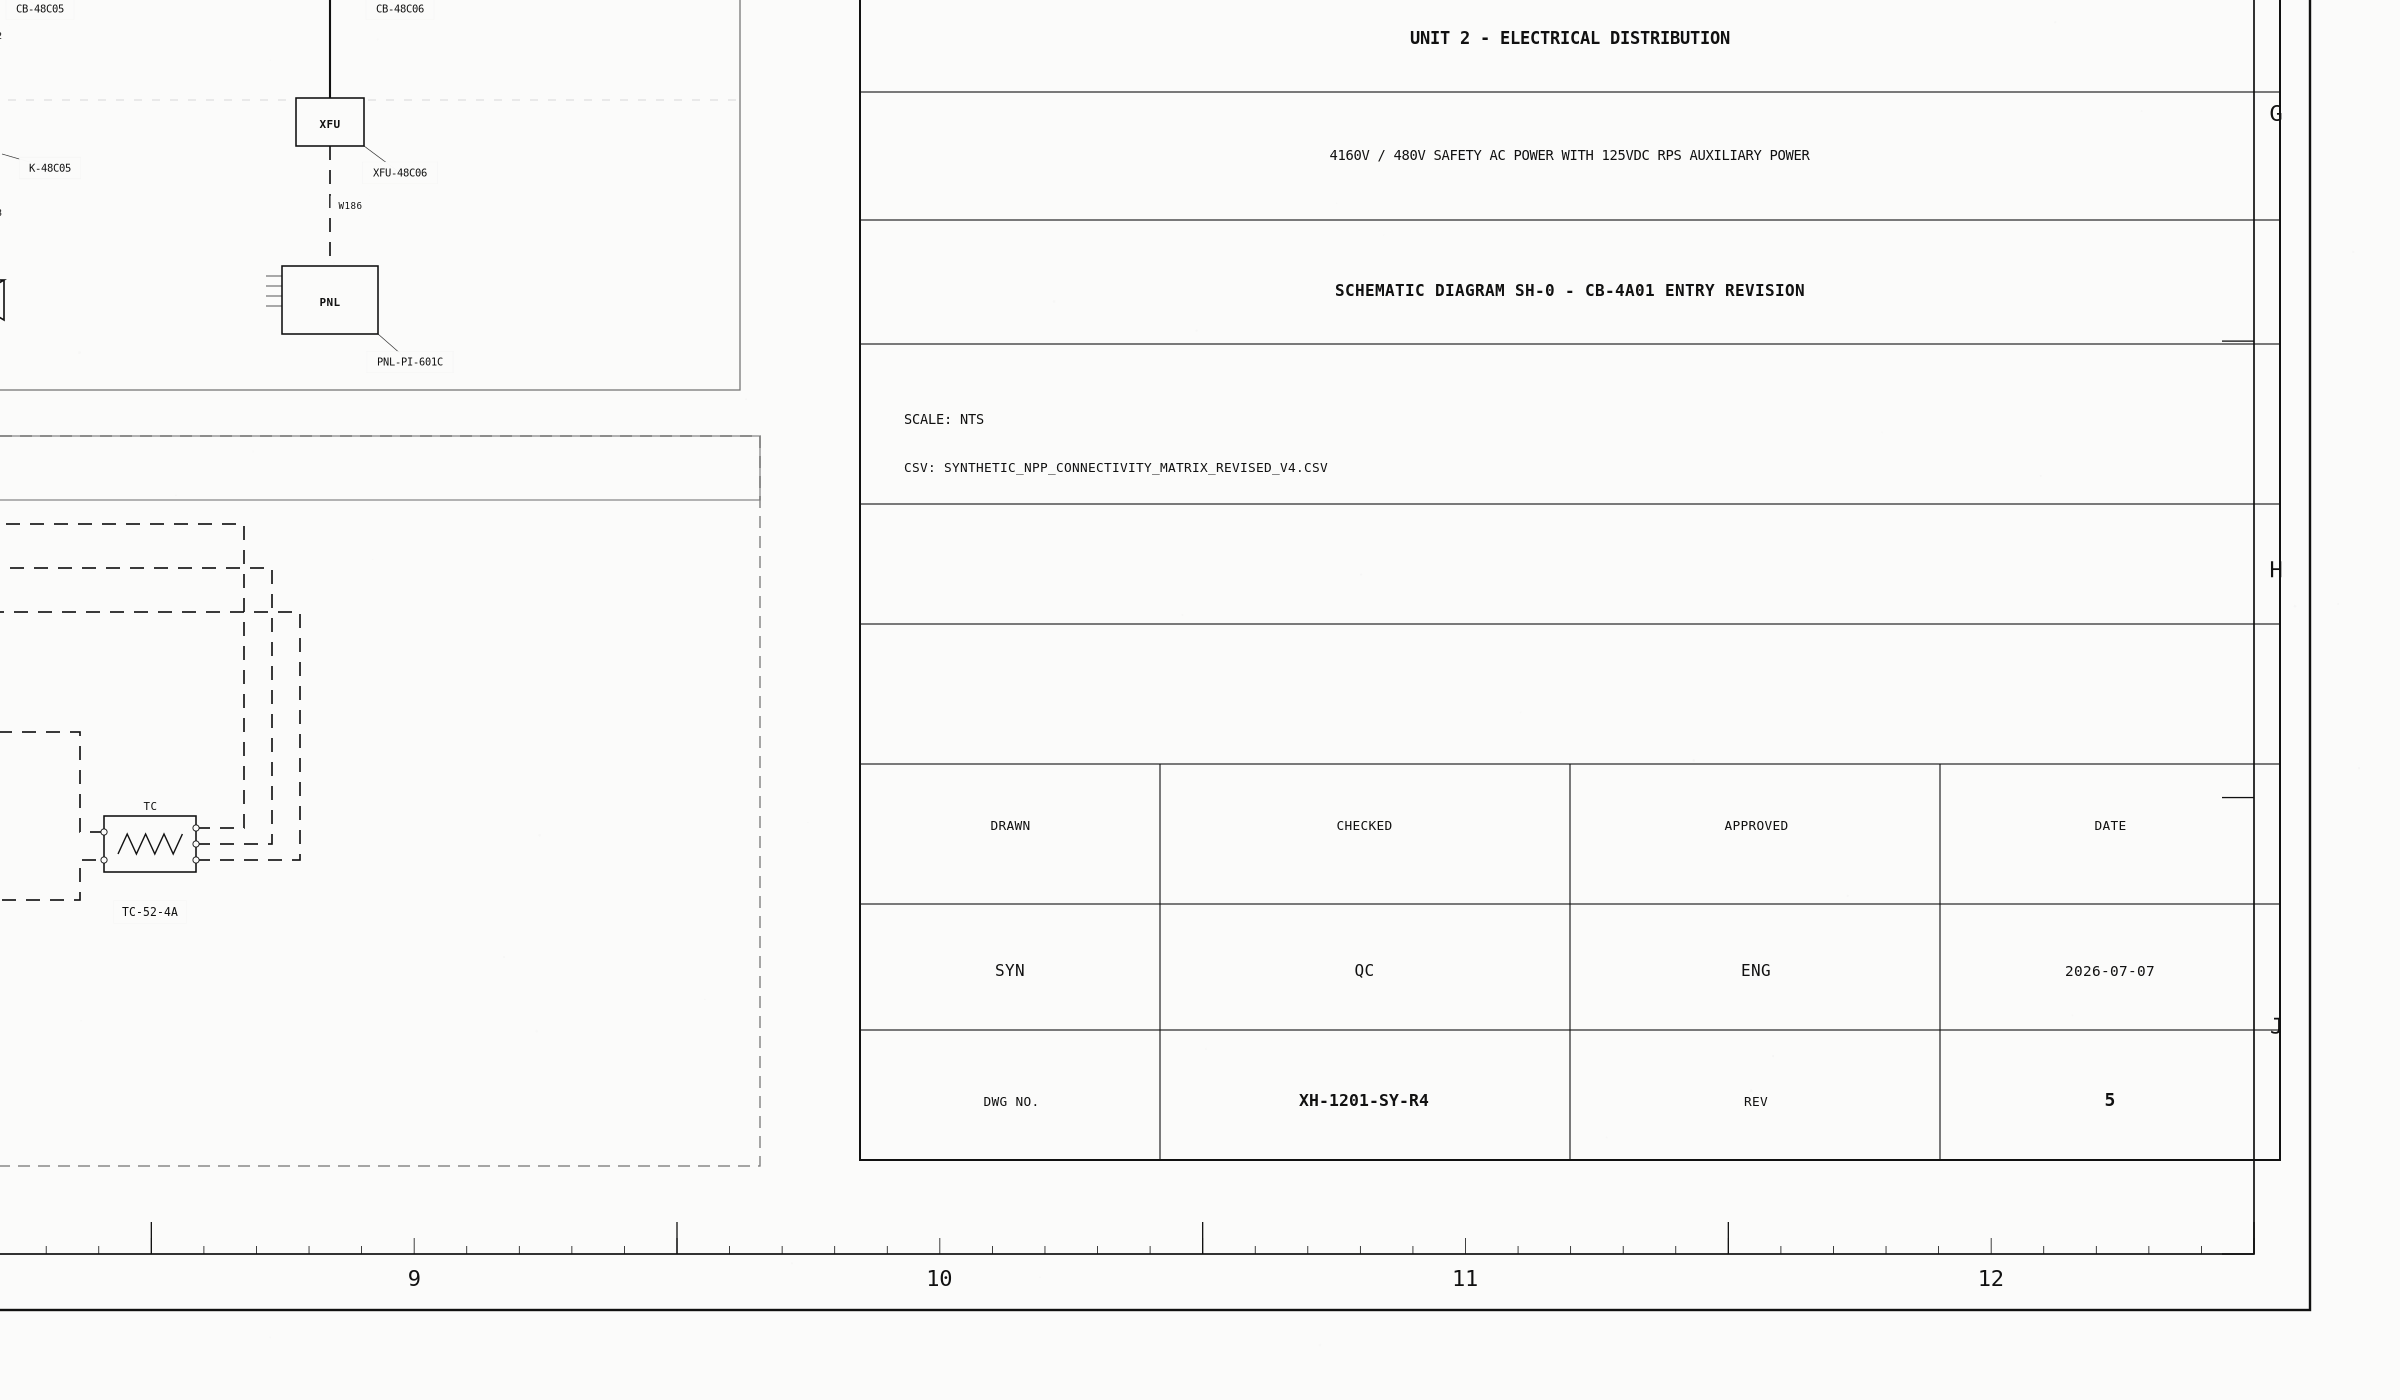 CB-48C05
CB-48C06
XFU
XFU-48C06
K-48C05
W186
PNL
PNL-PI-601C
TC
TC-52-4A
UNIT 2 - ELECTRICAL DISTRIBUTION
4160V / 480V SAFETY AC POWER WITH 125VDC RPS AUXILIARY POWER
SCHEMATIC DIAGRAM SH-0 - CB-4A01 ENTRY REVISION
SCALE: NTS
CSV: SYNTHETIC_NPP_CONNECTIVITY_MATRIX_REVISED_V4.CSV
DRAWN CHECKED APPROVED DATE
SYN QC ENG 2026-07-07
DWG NO. XH-1201-SY-R4 REV 5
G
H
J
9 10 11 12